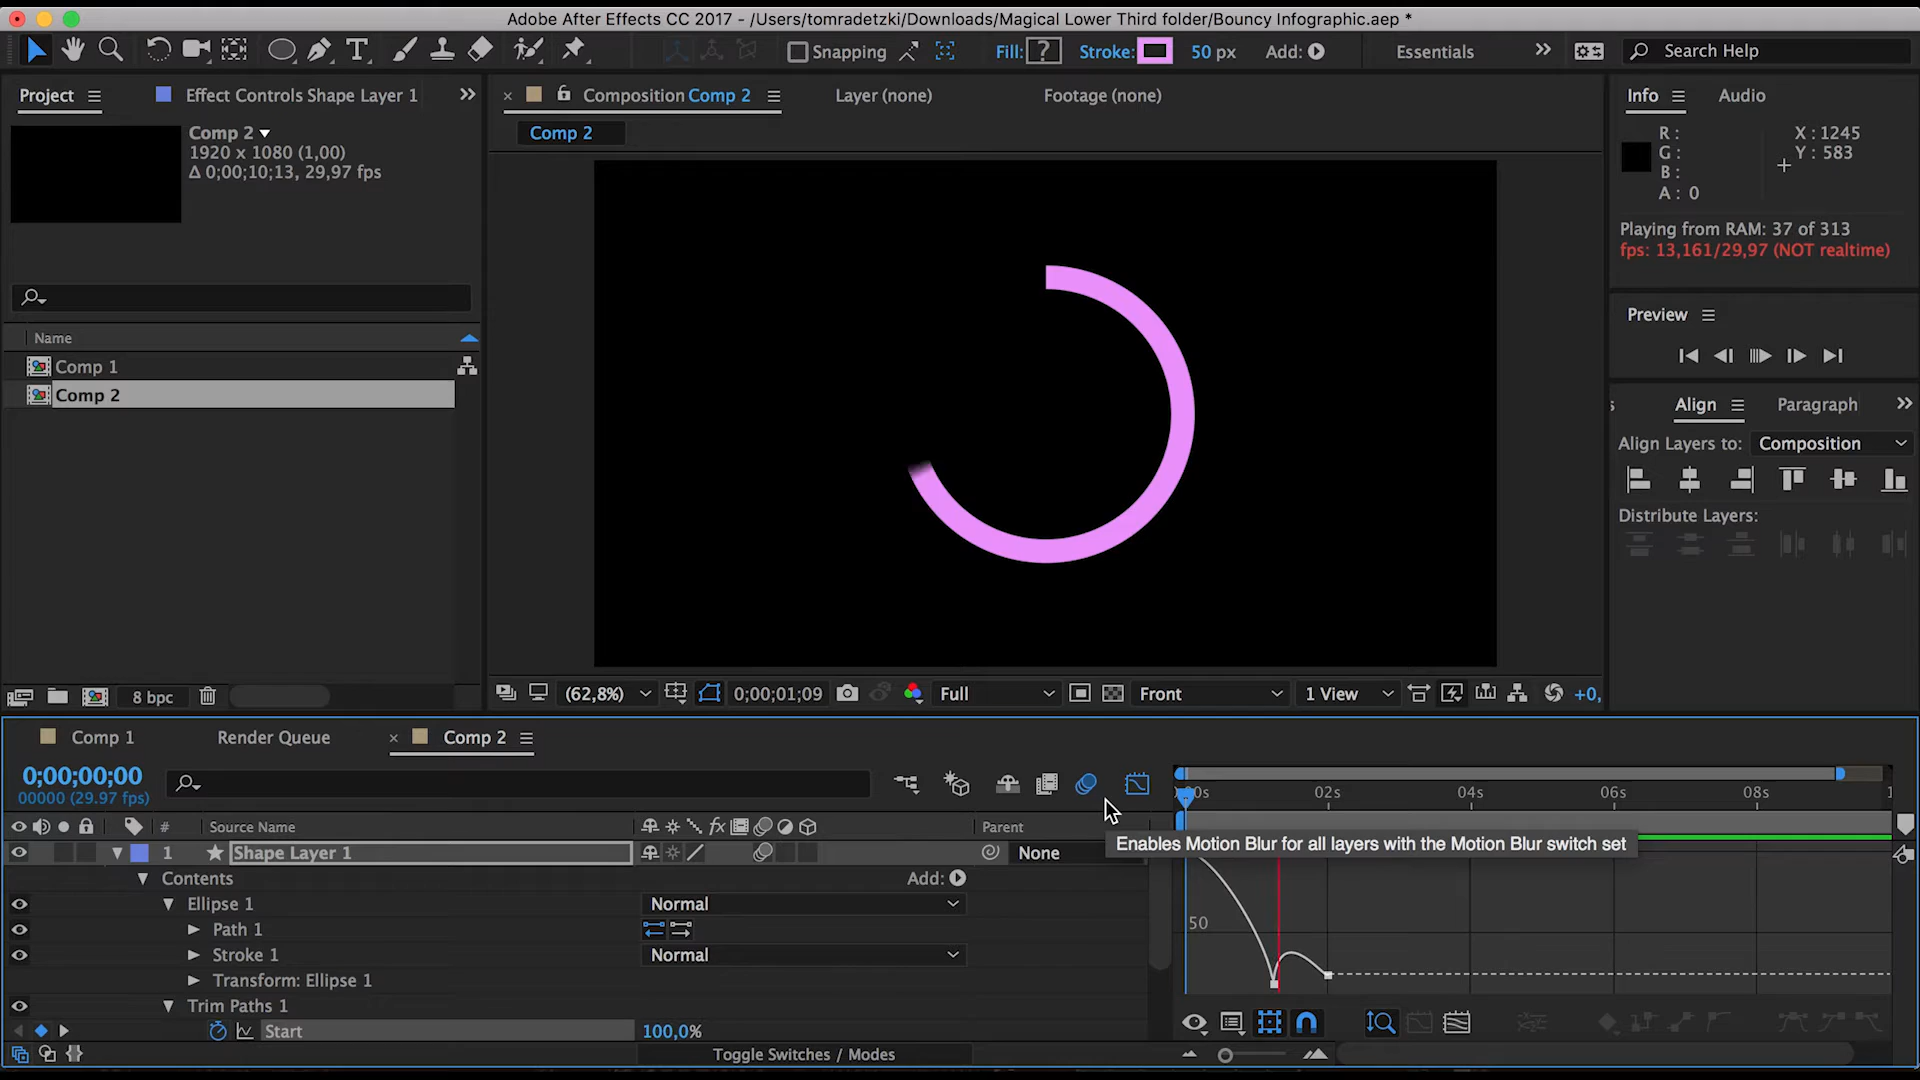 Adobe After Effects CC 2017 - /Users/tomradetzki/Downloads/Magical Lower Third folder/Bouncy Infographic.aep *
Snapping
Fill: ? Stroke: 50 px Add:
Essentials
Search Help
Project
Effect Controls Shape Layer 1
Composition Comp 2
Layer (none)
Footage (none)
Info
Audio
Comp 2
1920 x 1080 (1,00)
Δ 0;00;10;13, 29,97 fps
Comp 2
R :
G :
B :
A : 0
X : 1245
Y : 583
Playing from RAM: 37 of 313
fps: 13,161/29,97 (NOT realtime)
Preview
Name
Comp 1
Comp 2
s
Align
Paragraph
Align Layers to: Composition
Distribute Layers:
8 bpc
(62,8%)
0;00;01;09
Full
Front
1 View
+0,
Comp 1
Render Queue
Comp 2
0;00;00;00
00000 (29.97 fps)
00s 02s 04s 06s 08s 1
# Source Name
fx
Parent
1 Shape Layer 1
None
Enables Motion Blur for all layers with the Motion Blur switch set
Contents
Add:
Ellipse 1
Normal
50
Path 1
Stroke 1
Normal
Transform: Ellipse 1
Trim Paths 1
Start
100,0%
Toggle Switches / Modes